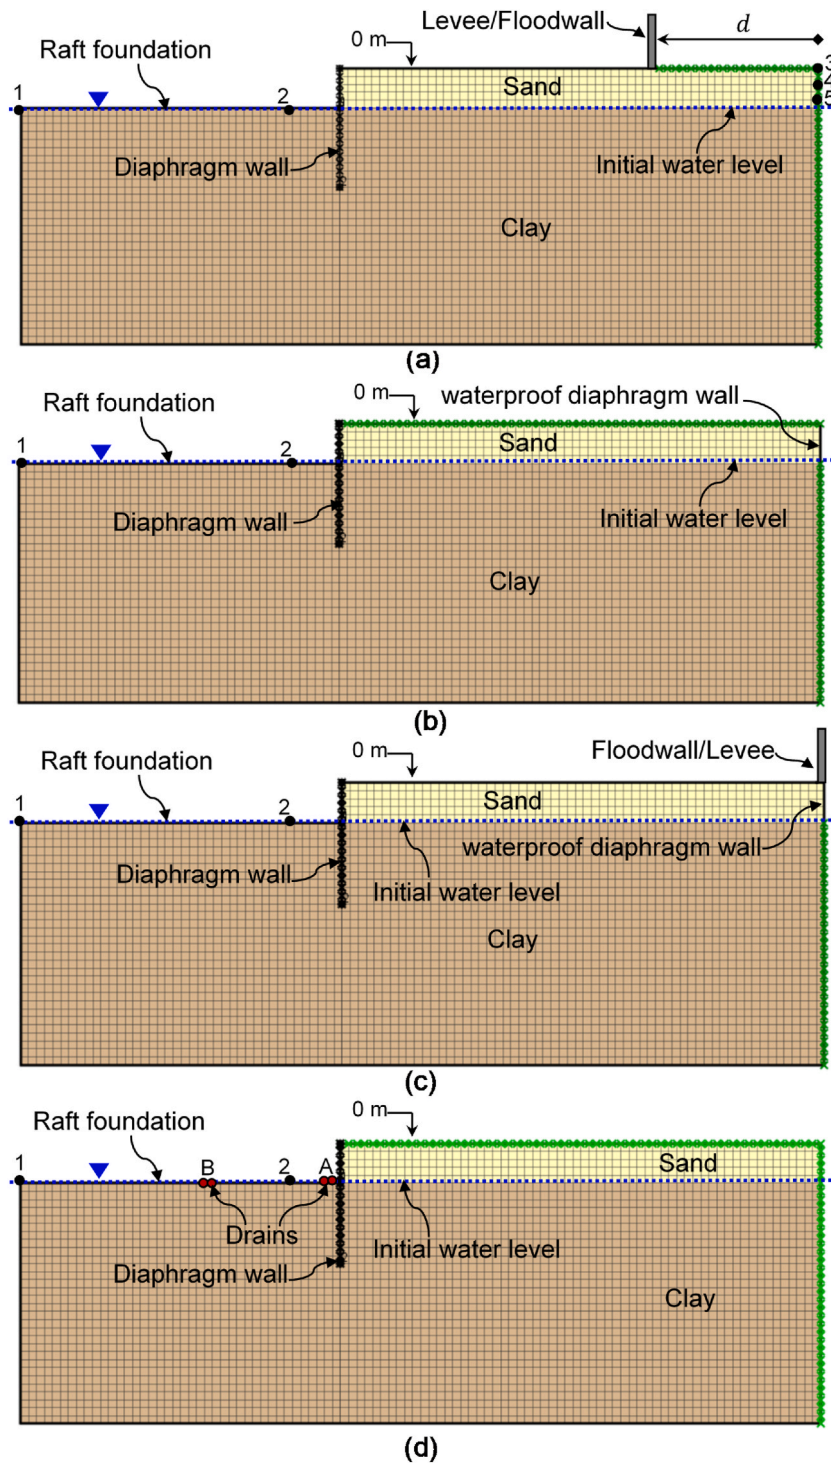 Levee/Floodwall
d
Raft foundation
0 m
3
4
5
Sand
1
2
Diaphragm wall
Initial water level
Clay
(a)
waterproof diaphragm wall
Raft foundation
0 m
Sand
1
2
Diaphragm wall
Initial water level
Clay
(b)
Raft foundation
0 m
Floodwall/Levee
Sand
1
2
waterproof diaphragm wall
Diaphragm wall
Initial water level
Clay
(c)
Raft foundation
0 m
1
B
2
A
Sand
Drains
Initial water level
Diaphragm wall
Clay
(d)